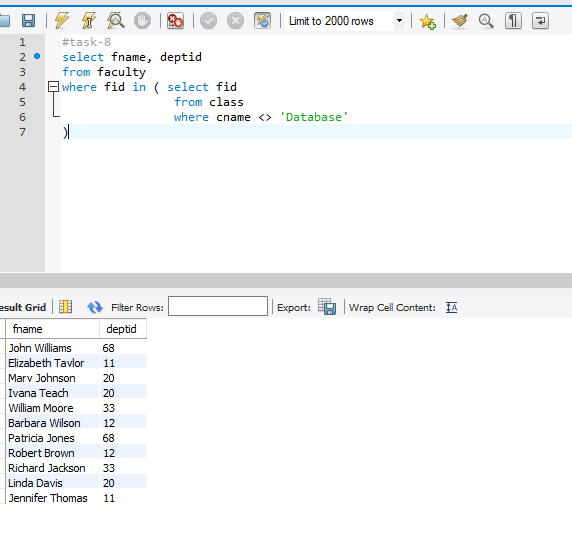 Limit to 2000 rows
1 #task-8
2 select fname, deptid
3 from faculty
4 where fid in ( select fid
5 from class
6 where cname <> 'Database'
7 )
esult Grid Filter Rows: Export: Wrap Cell Content:
fname deptid
John Williams 68
Elizabeth Taylor 11
Mary Johnson 20
Ivana Teach 20
William Moore 33
Barbara Wilson 12
Patricia Jones 68
Robert Brown 12
Richard Jackson 33
Linda Davis 20
Jennifer Thomas 11